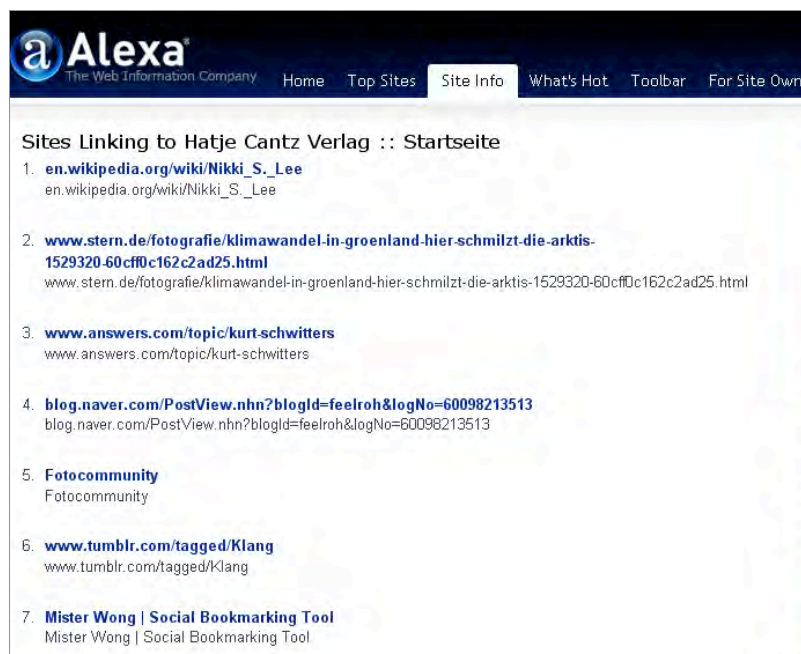 a Alexa®
The Web Information Company
Home Top Sites Site Info What's Hot Toolbar For Site Own
Sites Linking to Hatje Cantz Verlag :: Startseite
1. en.wikipedia.org/wiki/Nikki_S._Lee
en.wikipedia.org/wiki/Nikki_S._Lee
2. www.stern.de/fotografie/klimawandel-in-groenland-hier-schmilzt-die-arktis-
1529320-60cff0c162c2ad25.html
www.stern.de/fotografie/klimawandel-in-groenland-hier-schmilzt-die-arktis-1529320-60cff0c162c2ad25.html
3. www.answers.com/topic/kurt-schwitters
www.answers.com/topic/kurt-schwitters
4. blog.naver.com/PostView.nhn?blogId=feelroh&logNo=60098213513
blog.naver.com/PostView.nhn?blogId=feelroh&logNo=60098213513
5. Fotocommunity
Fotocommunity
6. www.tumblr.com/tagged/Klang
www.tumblr.com/tagged/Klang
7. Mister Wong | Social Bookmarking Tool
Mister Wong | Social Bookmarking Tool